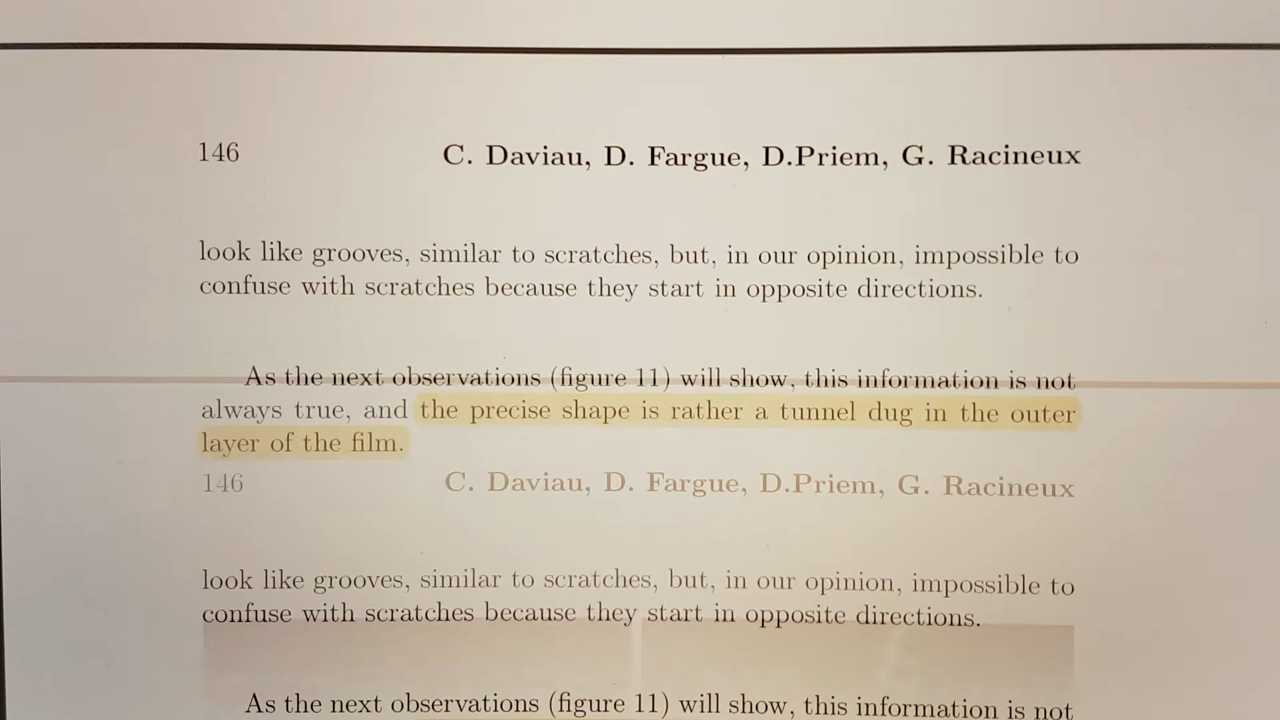 146 C. Daviau, D. Fargue, D.Priem, G. Racineux
look like grooves, similar to scratches, but, in our opinion, impossible to
confuse with scratches because they start in opposite directions.
As the next observations (figure 11) will show, this information is not
always true, and the precise shape is rather a tunnel dug in the outer
layer of the film.
146 C. Daviau, D. Fargue, D.Priem, G. Racineux
look like grooves, similar to scratches, but, in our opinion, impossible to
confuse with scratches because they start in opposite directions.
As the next observations (figure 11) will show, this information is not